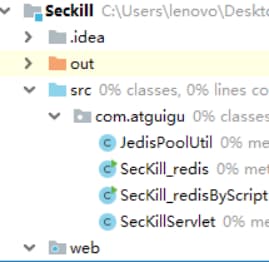 Seckill C:\Users\lenovo\Deskto
.idea
out
src 0% classes, 0% lines co
com.atguigu 0% classes
JedisPoolUtil 0% me
SecKill_redis 0% met
SecKill_redisByScript
SecKillServlet 0% me
web